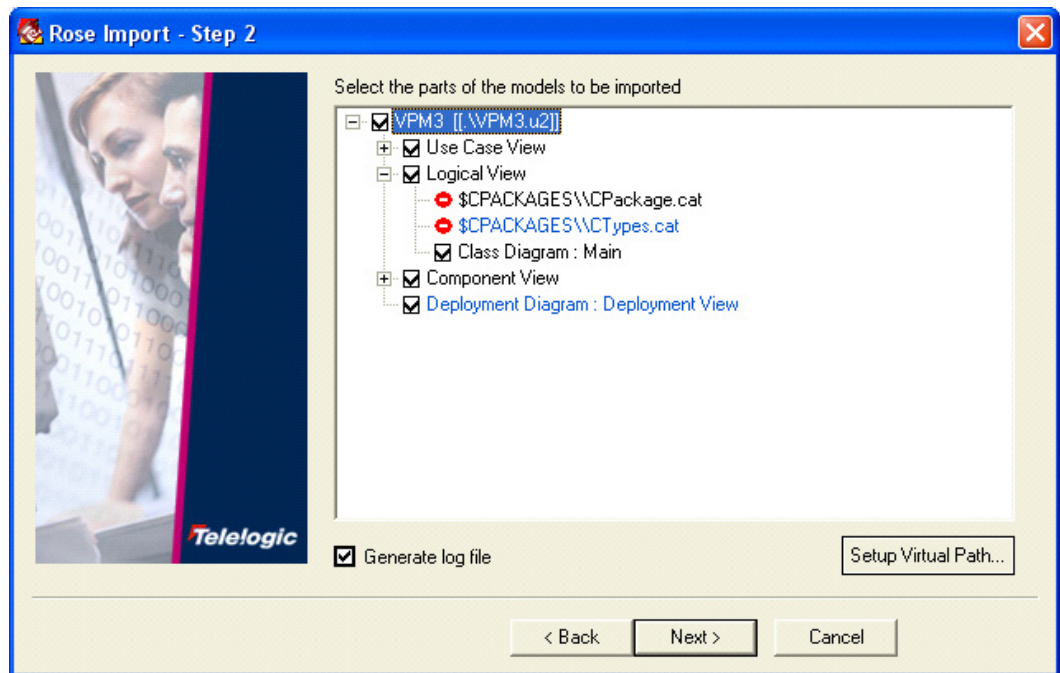 Rose Import - Step 2
Select the parts of the models to be imported
VPM3 [[.\VPM3.u2]]
Use Case View
Logical View
$CPACKAGES\\CPackage.cat
$CPACKAGES\\CTypes.cat
Class Diagram : Main
Component View
Deployment Diagram : Deployment View
Telelogic
Generate log file
Setup Virtual Path...
< Back
Next >
Cancel